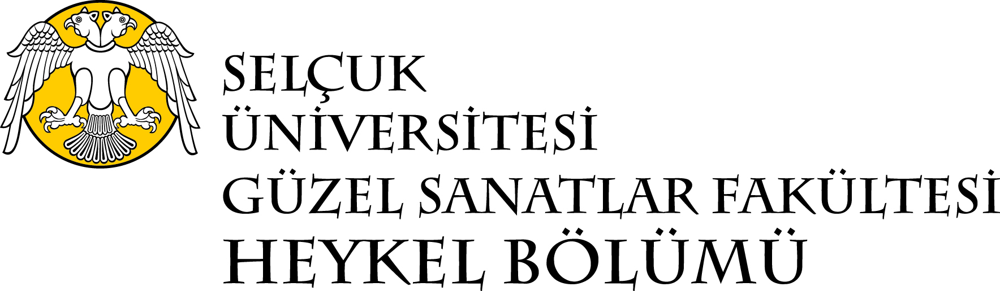 SELÇUK
ÜNİVERSİTESİ
GÜZEL SANATLAR FAKÜLTESİ
HEYKEL BÖLÜMÜ